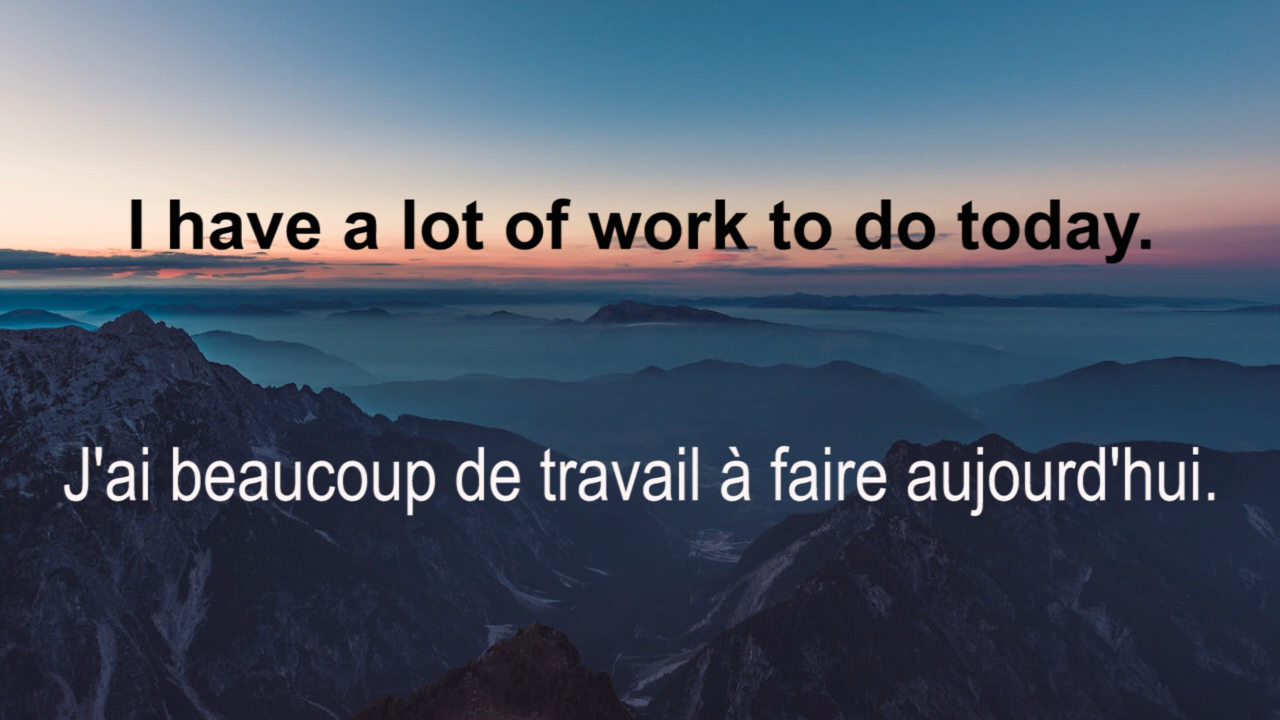 I have a lot of work to do today.
J'ai beaucoup de travail à faire aujourd'hui.